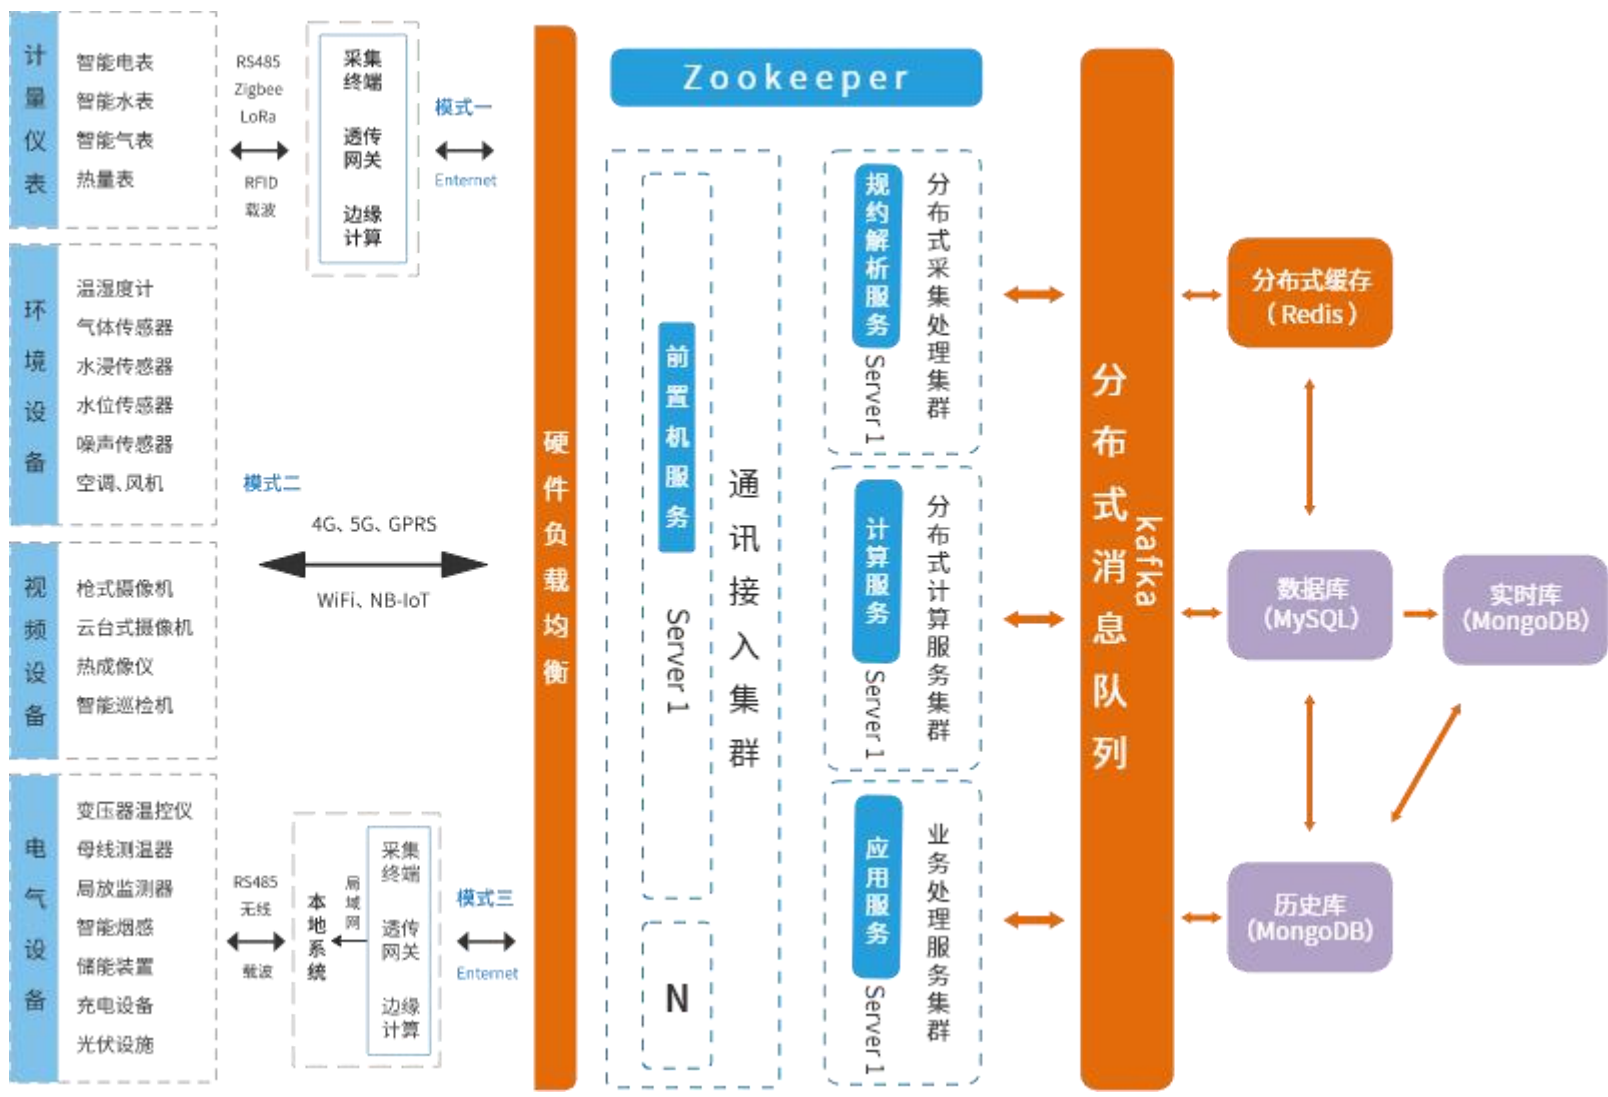 计量仪表
智能电表
智能水表
智能气表
热量表
RS485
Zigbee
LoRa
RFID
载波
采集
终端
透传
网关
边缘
计算
模式一
Enternet
环境设备
温湿度计
气体传感器
水浸传感器
水位传感器
噪声传感器
空调、风机
模式二
4G、5G、GPRS
WiFi、NB-IoT
视频设备
枪式摄像机
云台式摄像机
热成像仪
智能巡检机
电气设备
变压器温控仪
母线测温器
局放监测器
智能烟感
储能装置
充电设备
光伏设施
RS485
无线
载波
本地系统
局域网
采集
终端
透传
网关
边缘
计算
模式三
Enternet
硬件负载均衡
Zookeeper
前置机服务
Server 1
N
通讯接入集群
规约解析服务
Server 1
分布式采集处理集群
计算服务
Server 1
分布式计算服务集群
应用服务
Server 1
业务处理服务集群
分布式消息队列
kafka
分布式缓存
（Redis）
数据库
（MySQL）
实时库
（MongoDB）
历史库
（MongoDB）